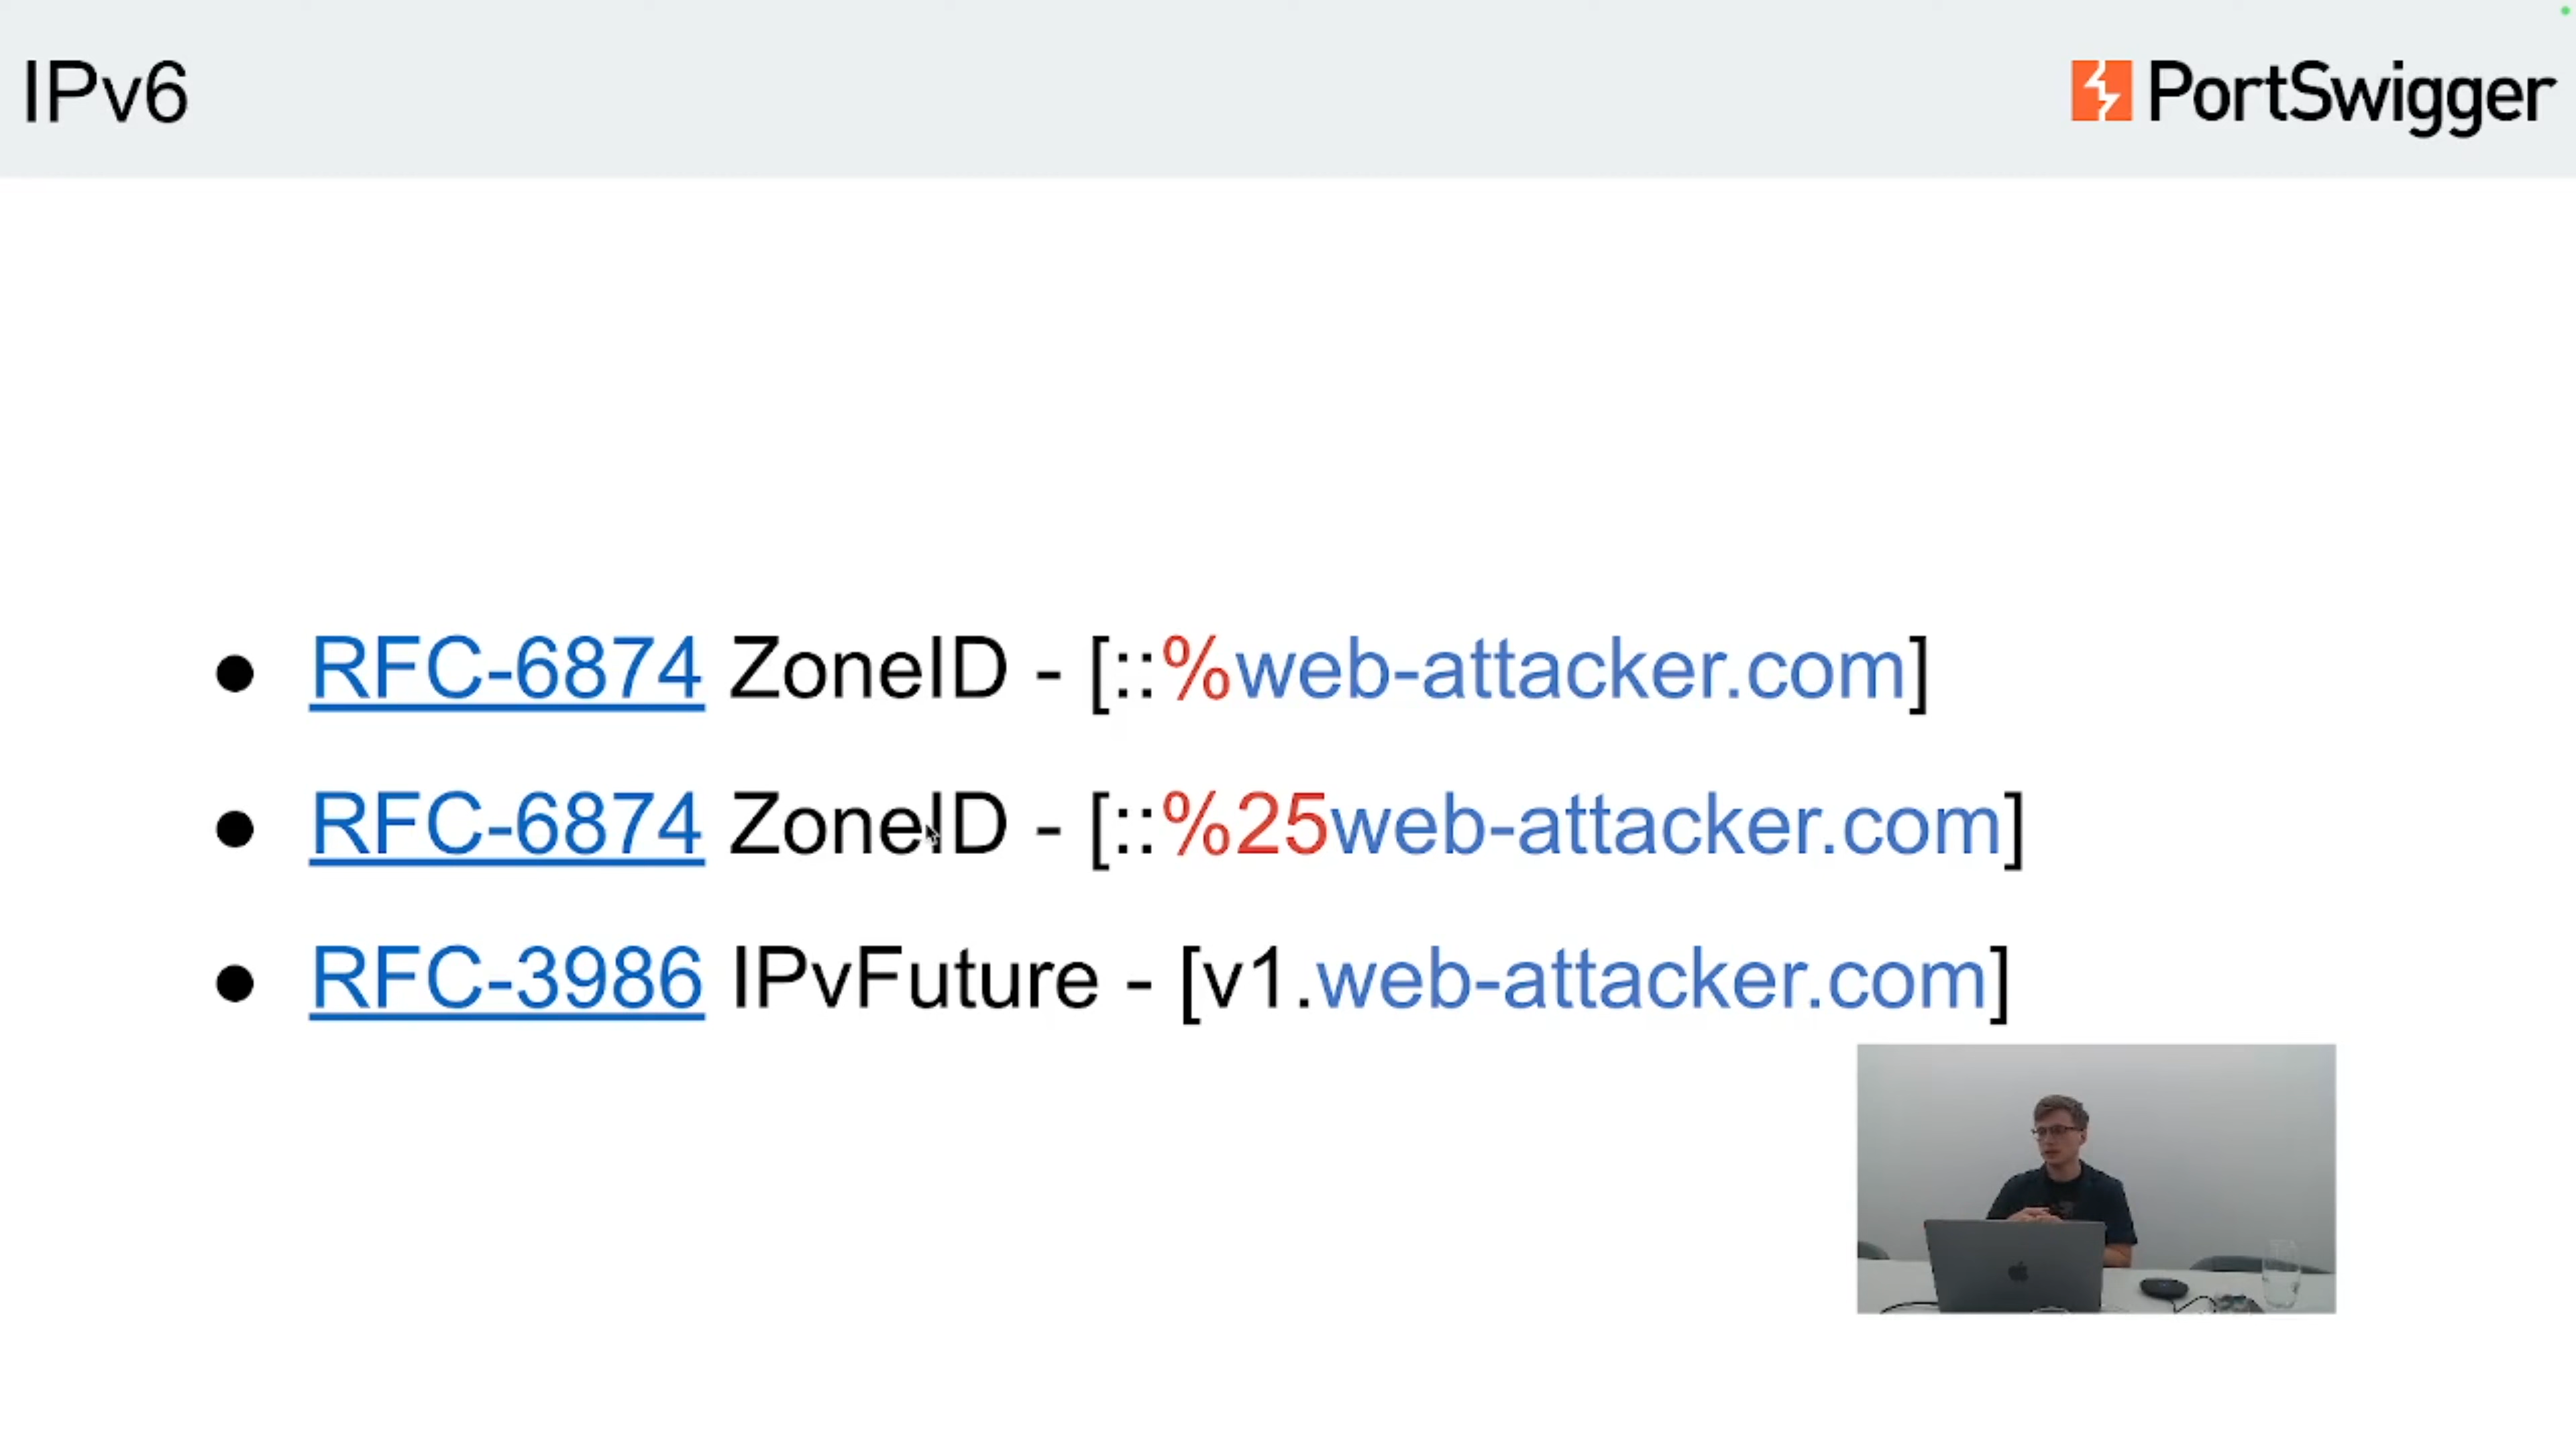 IPv6
PortSwigger
RFC-6874 ZoneID - [::%web-attacker.com]
RFC-6874 ZoneID - [::%25web-attacker.com]
RFC-3986 IPvFuture - [v1.web-attacker.com]